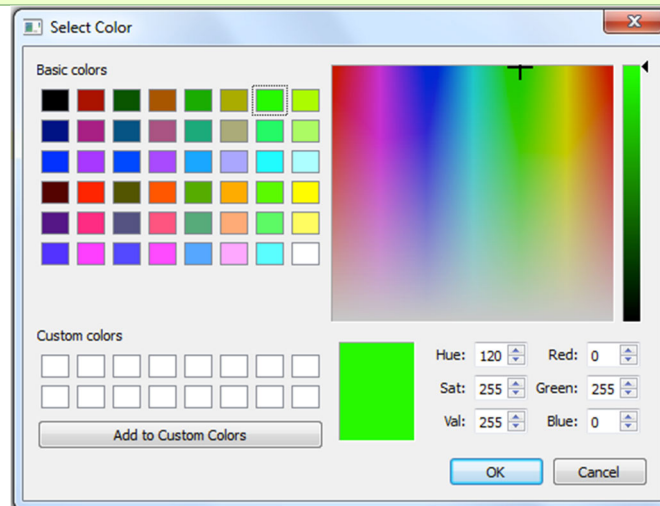 Select Color
Basic colors
Custom colors
Add to Custom Colors
Hue: 120 Red: 0
Sat: 255 Green: 255
Val: 255 Blue: 0
OK Cancel